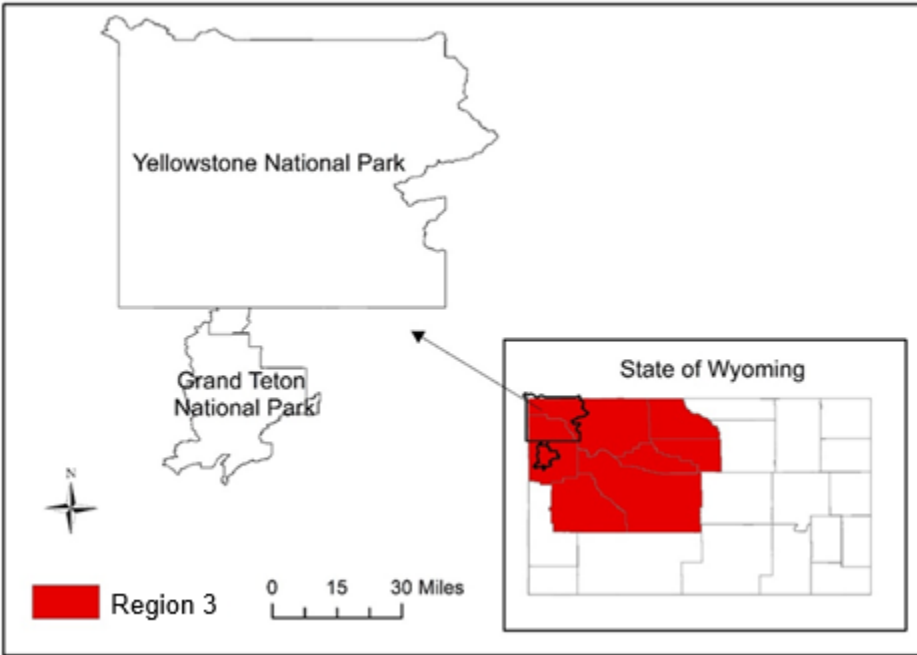 Yellowstone National Park
Grand Teton
National Park
State of Wyoming
N
Region 3
0 15 30 Miles